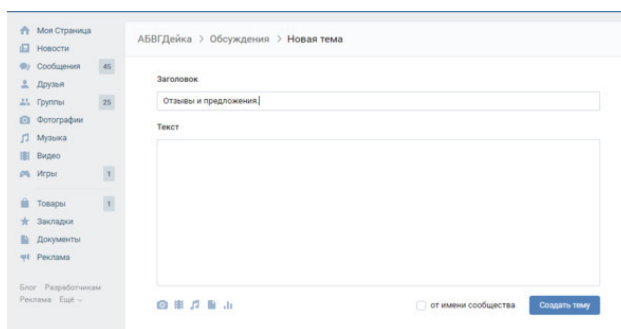 Моя Страница
Новости
Сообщения 45
Друзья
Группы 25
Фотографии
Музыка
Видео
Игры 1
Товары 1
Закладки
Документы
Реклама
Блог Разработчикам
Реклама Ещё
АБВГДейка > Обсуждения > Новая тема
Заголовок
Отзывы и предложения.
Текст
от имени сообщества
Создать тему